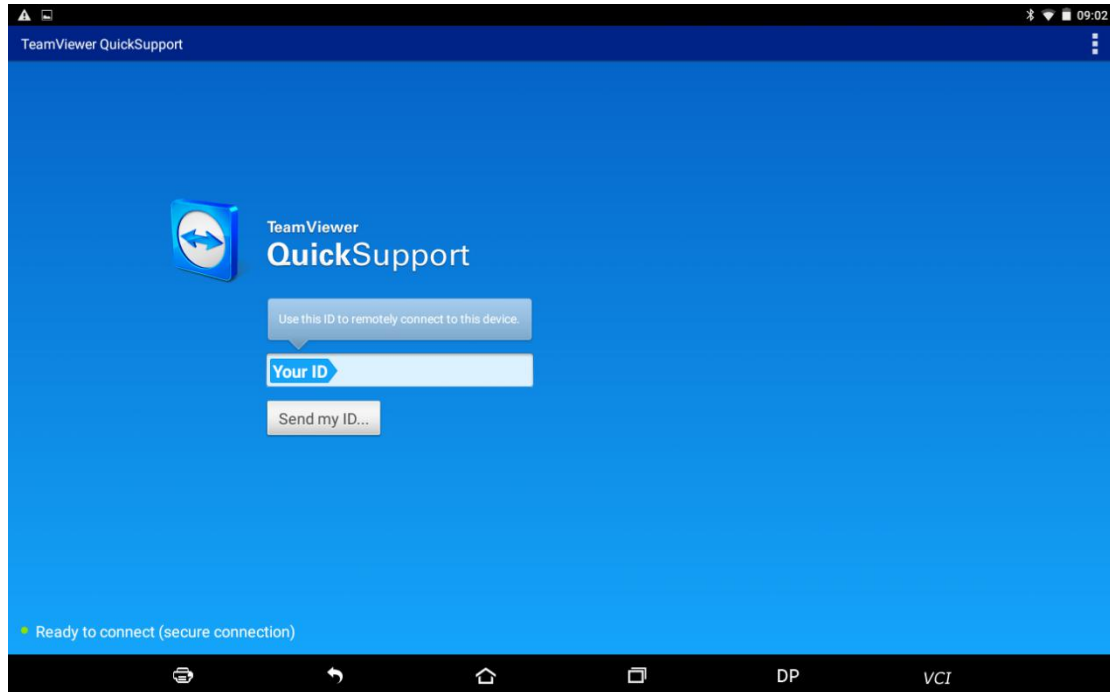 09:02
TeamViewer QuickSupport
TeamViewer
QuickSupport
Use this ID to remotely connect to this device.
Your ID
Send my ID...
Ready to connect (secure connection)
DP
VCI